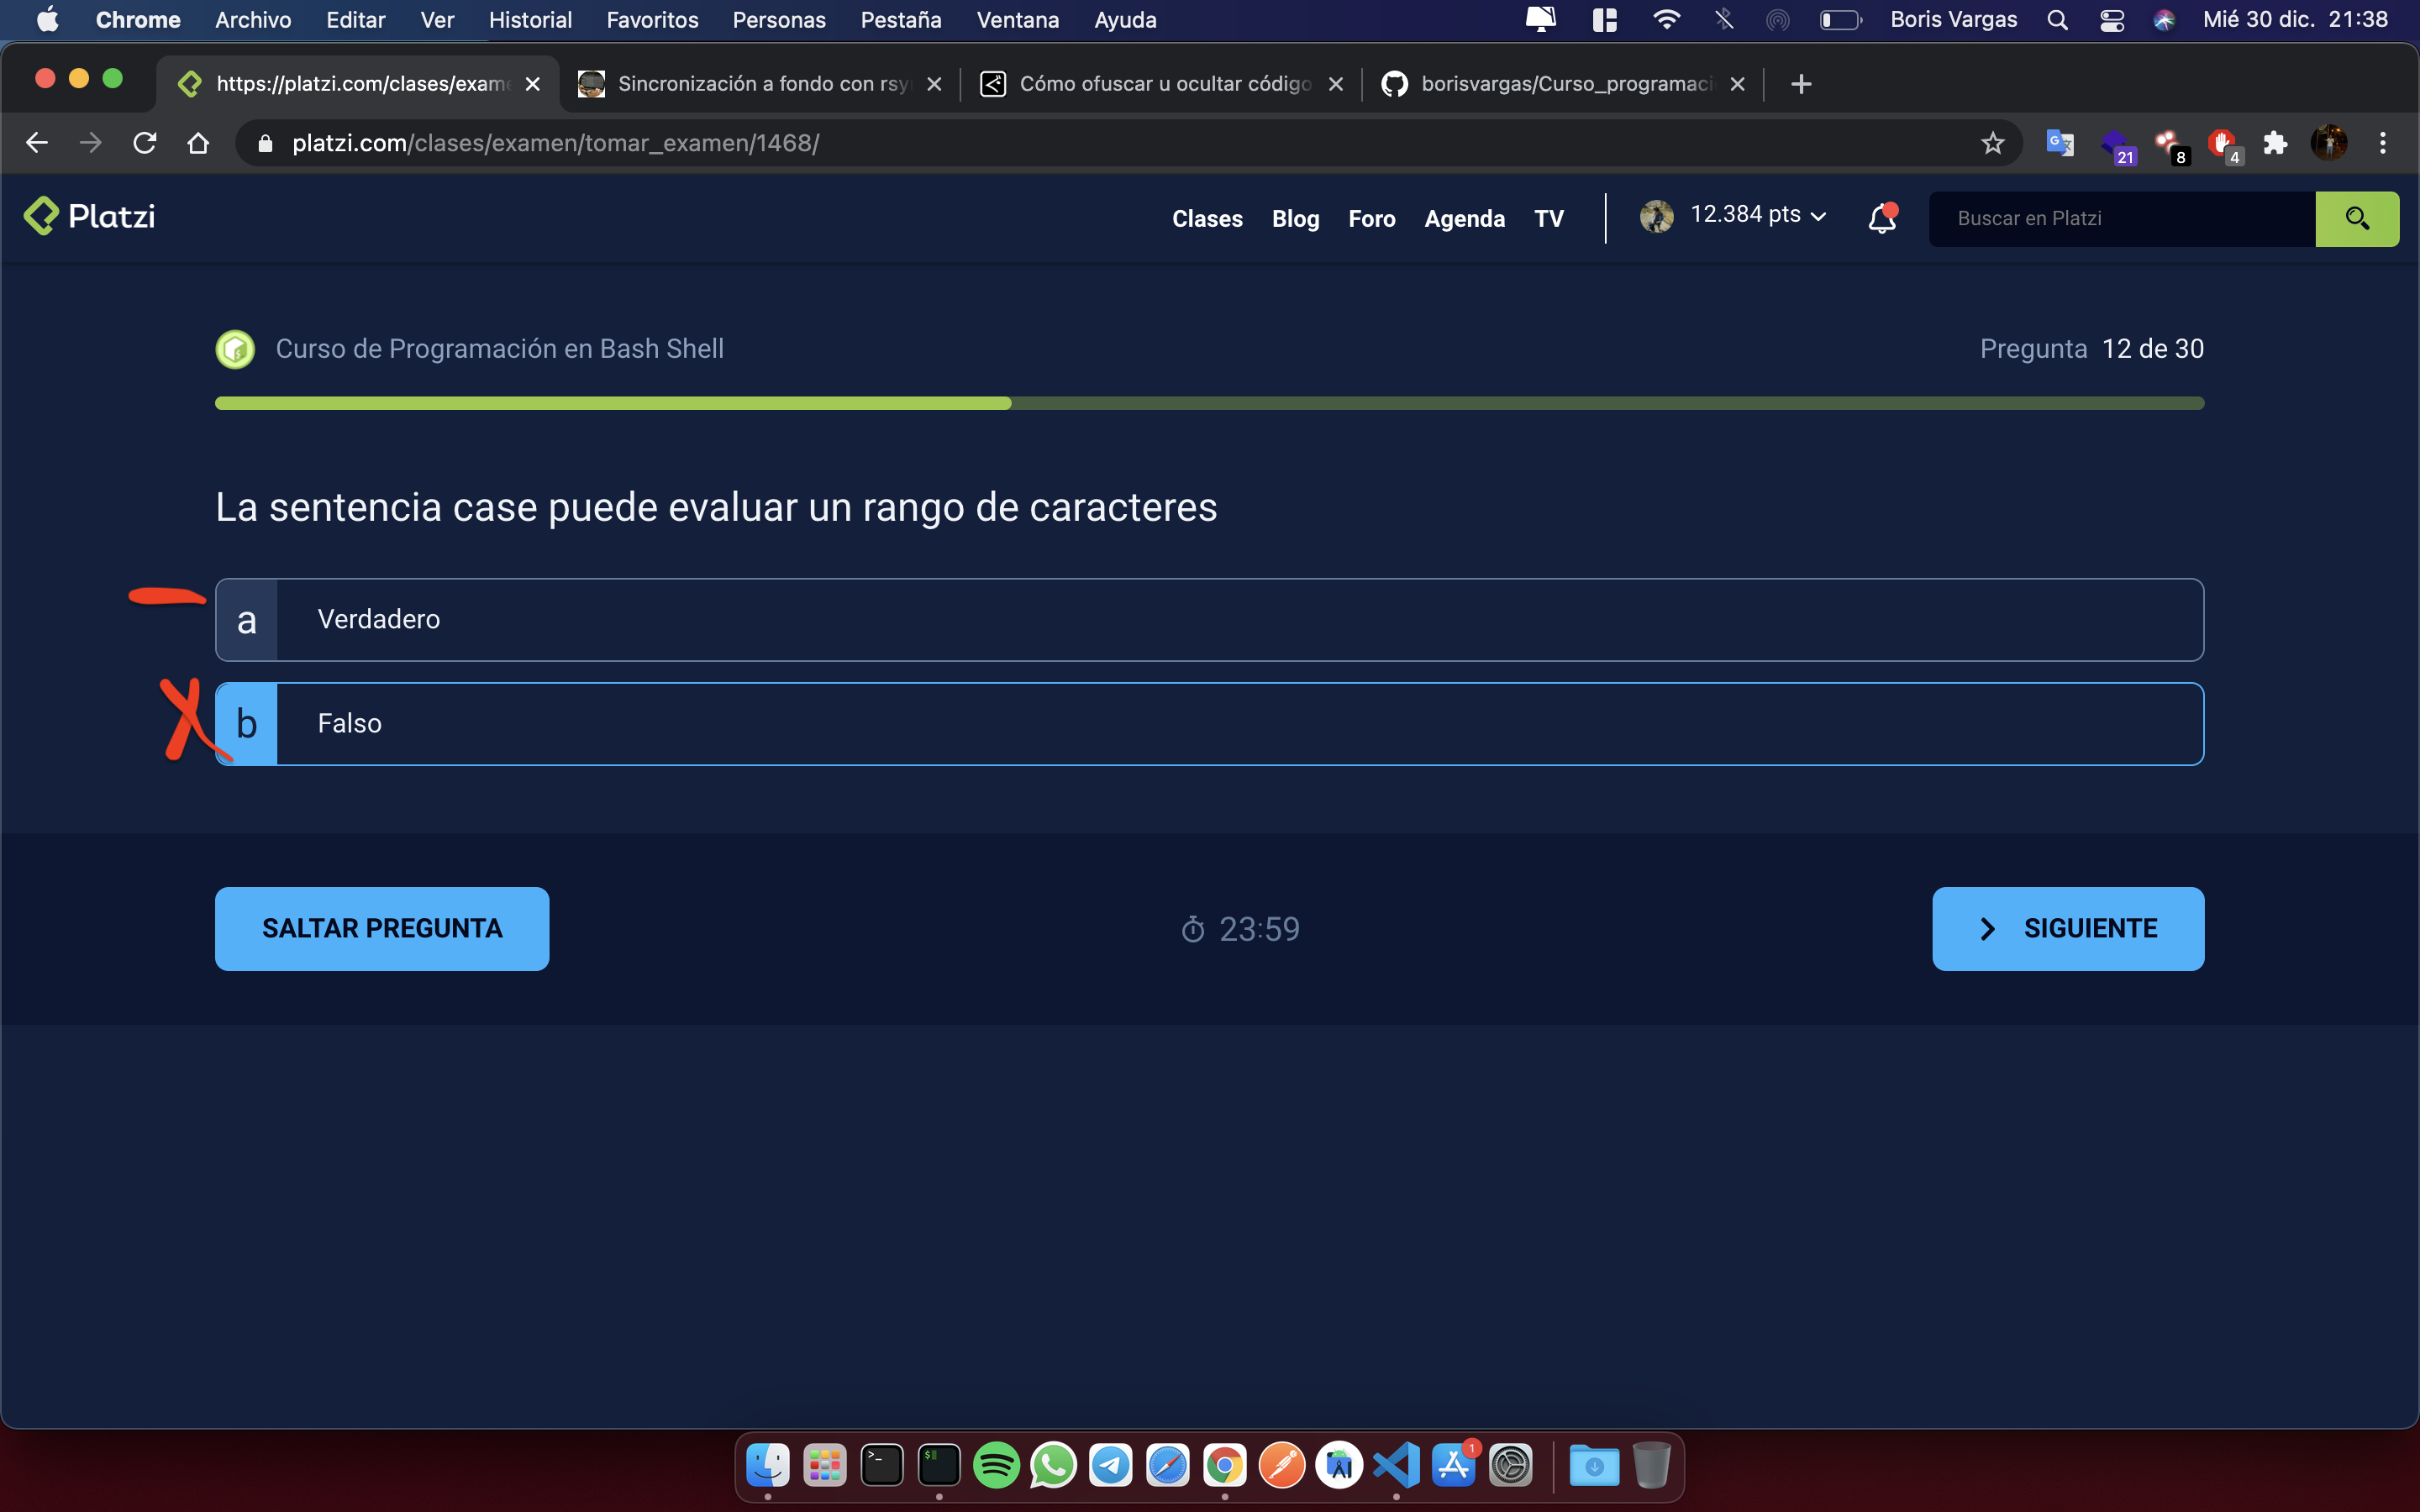 Chrome Archivo Editar Ver Historial Favoritos Personas Pestaña Ventana Ayuda Boris Vargas Mié 30 dic. 21:38
https://platzi.com/clases/exame Sincronización a fondo con rsy Cómo ofuscar u ocultar código borisvargas/Curso_programaci
platzi.com/clases/examen/tomar_examen/1468/ 21 8 4
Platzi Clases Blog Foro Agenda TV 12.384 pts Buscar en Platzi
Curso de Programación en Bash Shell Pregunta 12 de 30
La sentencia case puede evaluar un rango de caracteres
a Verdadero
b Falso
SALTAR PREGUNTA 23:59 SIGUIENTE
1